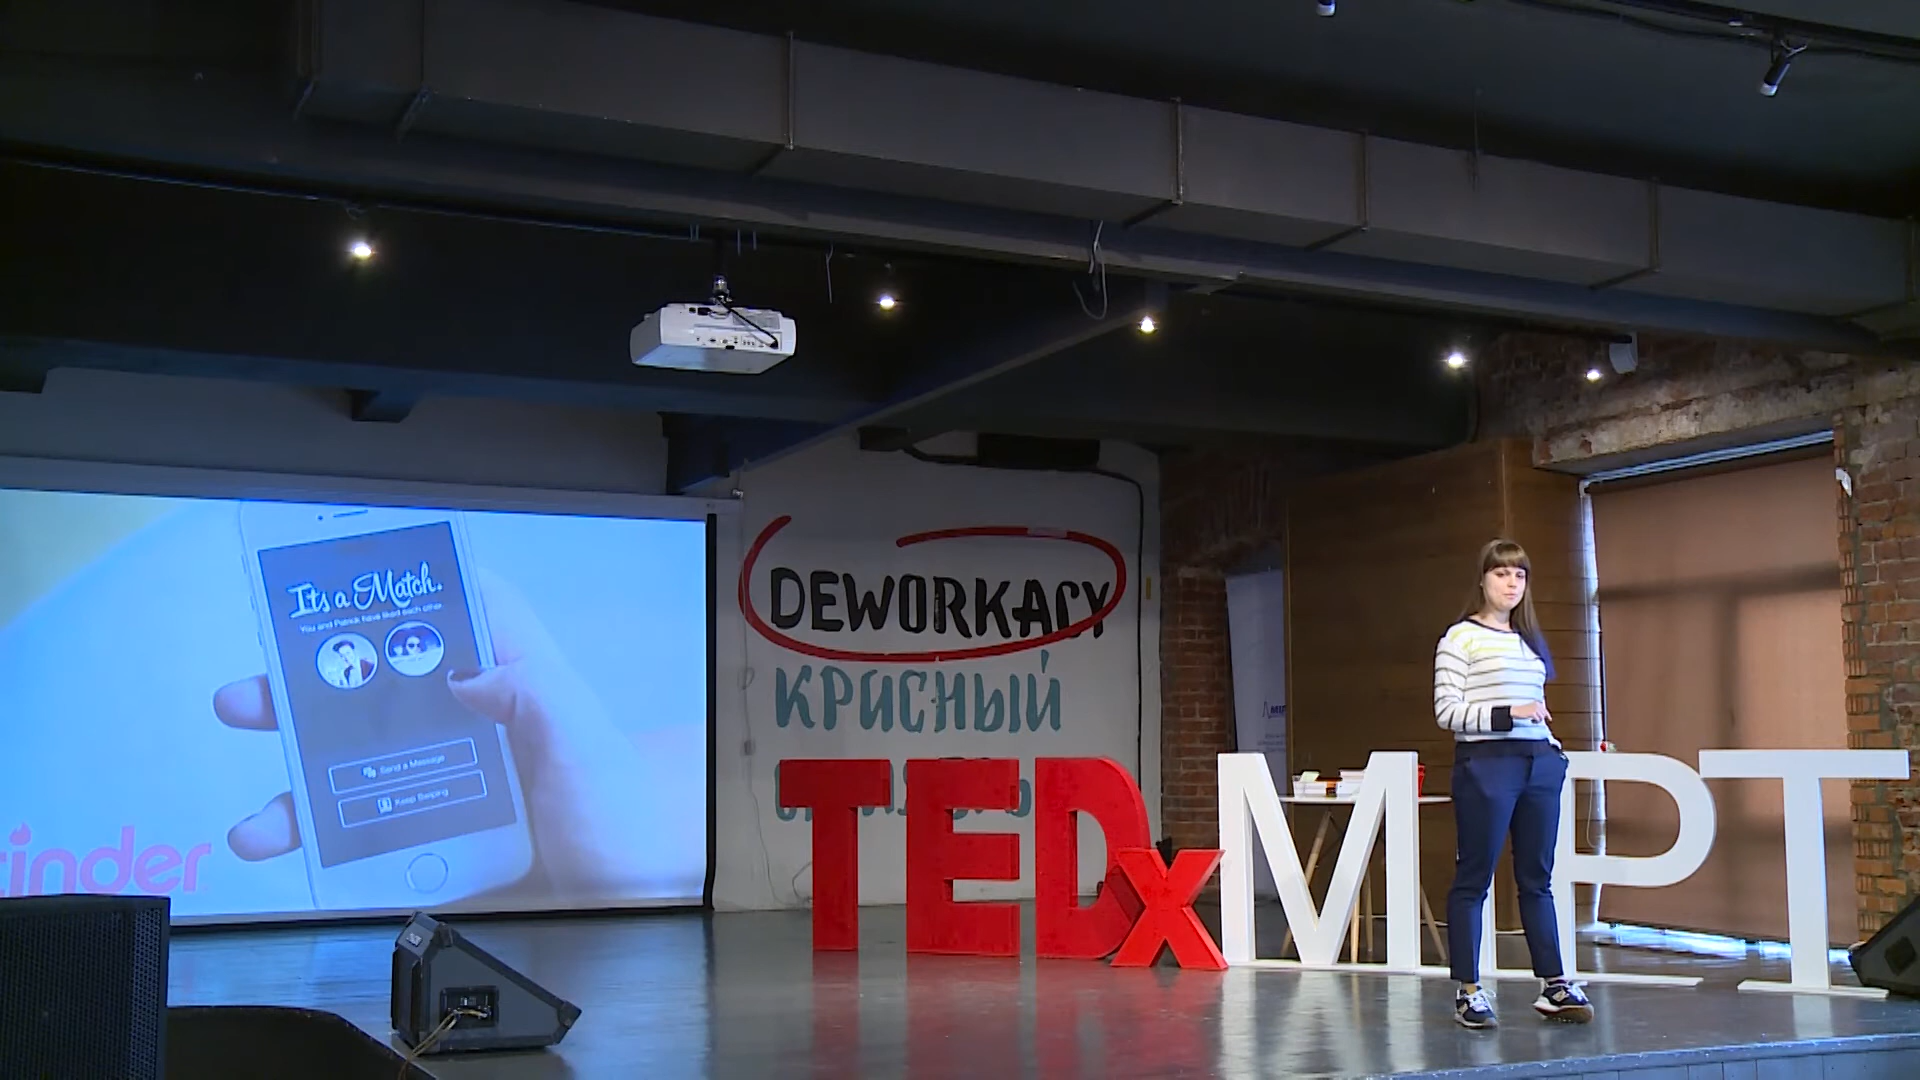 It's a Match.
You and Patrick have liked each other.
Send a Message
Keep Swiping
tinder
DEWORKACY
КРАСНЫЙ
TEDx
MIPT